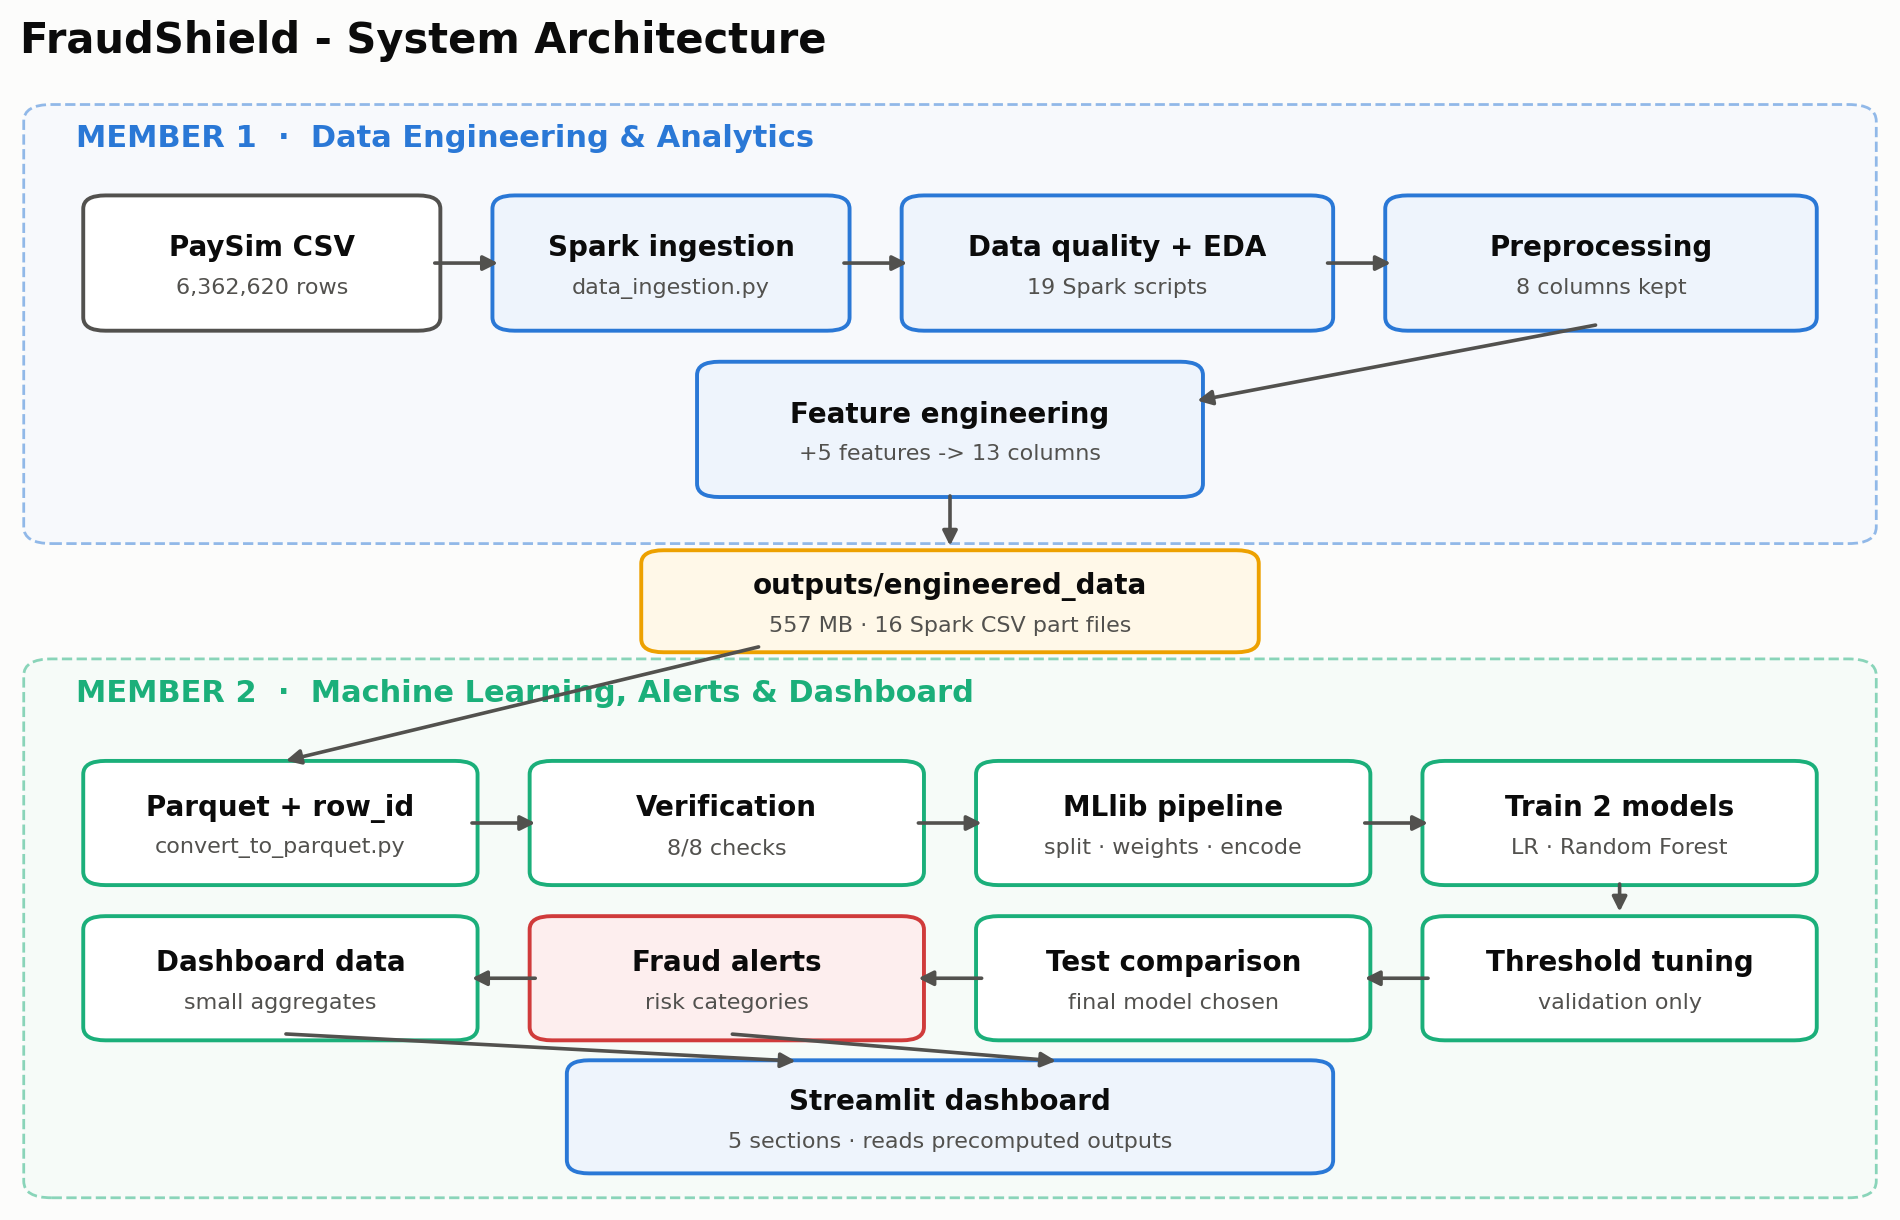 FraudShield - System Architecture
MEMBER 1 · Data Engineering & Analytics
PaySim CSV
6,362,620 rows
Spark ingestion
data_ingestion.py
Data quality + EDA
19 Spark scripts
Preprocessing
8 columns kept
Feature engineering
+5 features -> 13 columns
outputs/engineered_data
557 MB · 16 Spark CSV part files
MEMBER 2 · Machine Learning, Alerts & Dashboard
Parquet + row_id
convert_to_parquet.py
Verification
8/8 checks
MLlib pipeline
split · weights · encode
Train 2 models
LR · Random Forest
Dashboard data
small aggregates
Fraud alerts
risk categories
Test comparison
final model chosen
Threshold tuning
validation only
Streamlit dashboard
5 sections · reads precomputed outputs